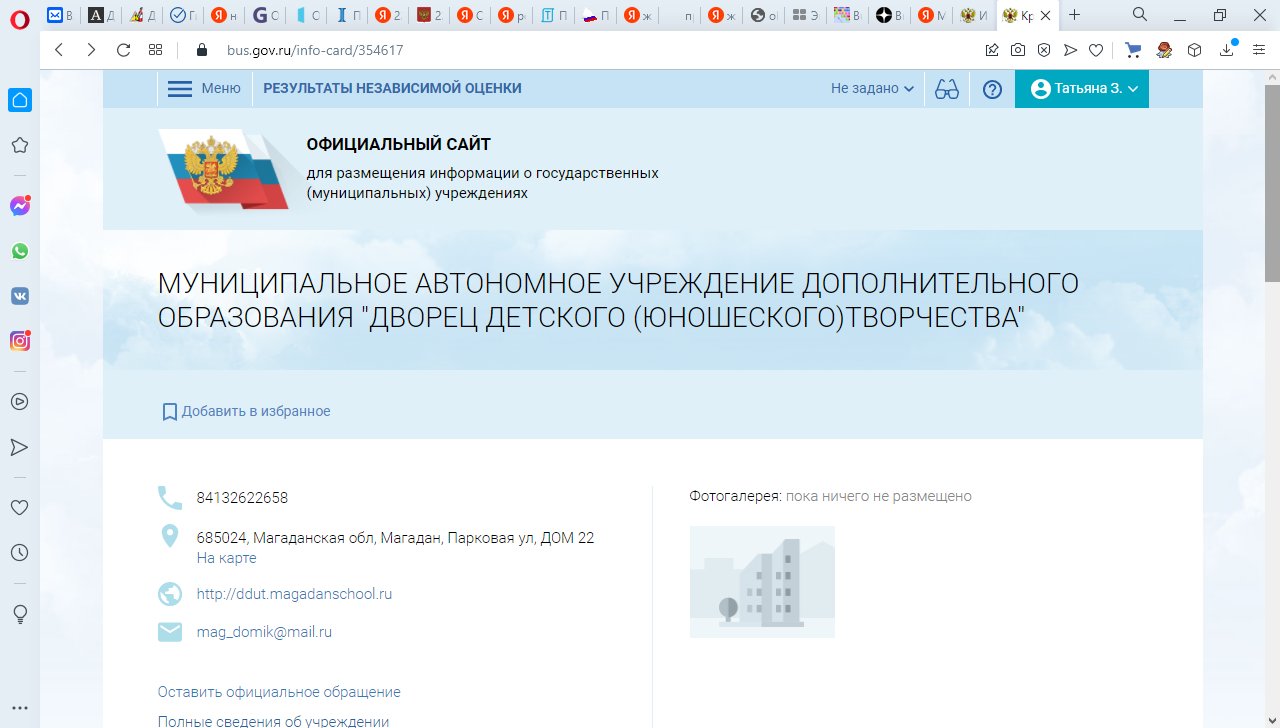 bus.gov.ru/info-card/354617
Меню
РЕЗУЛЬТАТЫ НЕЗАВИСИМОЙ ОЦЕНКИ
Не задано
Татьяна З.
ОФИЦИАЛЬНЫЙ САЙТ
для размещения информации о государственных
(муниципальных) учреждениях
МУНИЦИПАЛЬНОЕ АВТОНОМНОЕ УЧРЕЖДЕНИЕ ДОПОЛНИТЕЛЬНОГО
ОБРАЗОВАНИЯ "ДВОРЕЦ ДЕТСКОГО (ЮНОШЕСКОГО)ТВОРЧЕСТВА"
Добавить в избранное
84132622658
685024, Магаданская обл, Магадан, Парковая ул, ДОМ 22
На карте
http://ddut.magadanschool.ru
mag_domik@mail.ru
Оставить официальное обращение
Полные сведения об учреждении
Фотогалерея: пока ничего не размещено